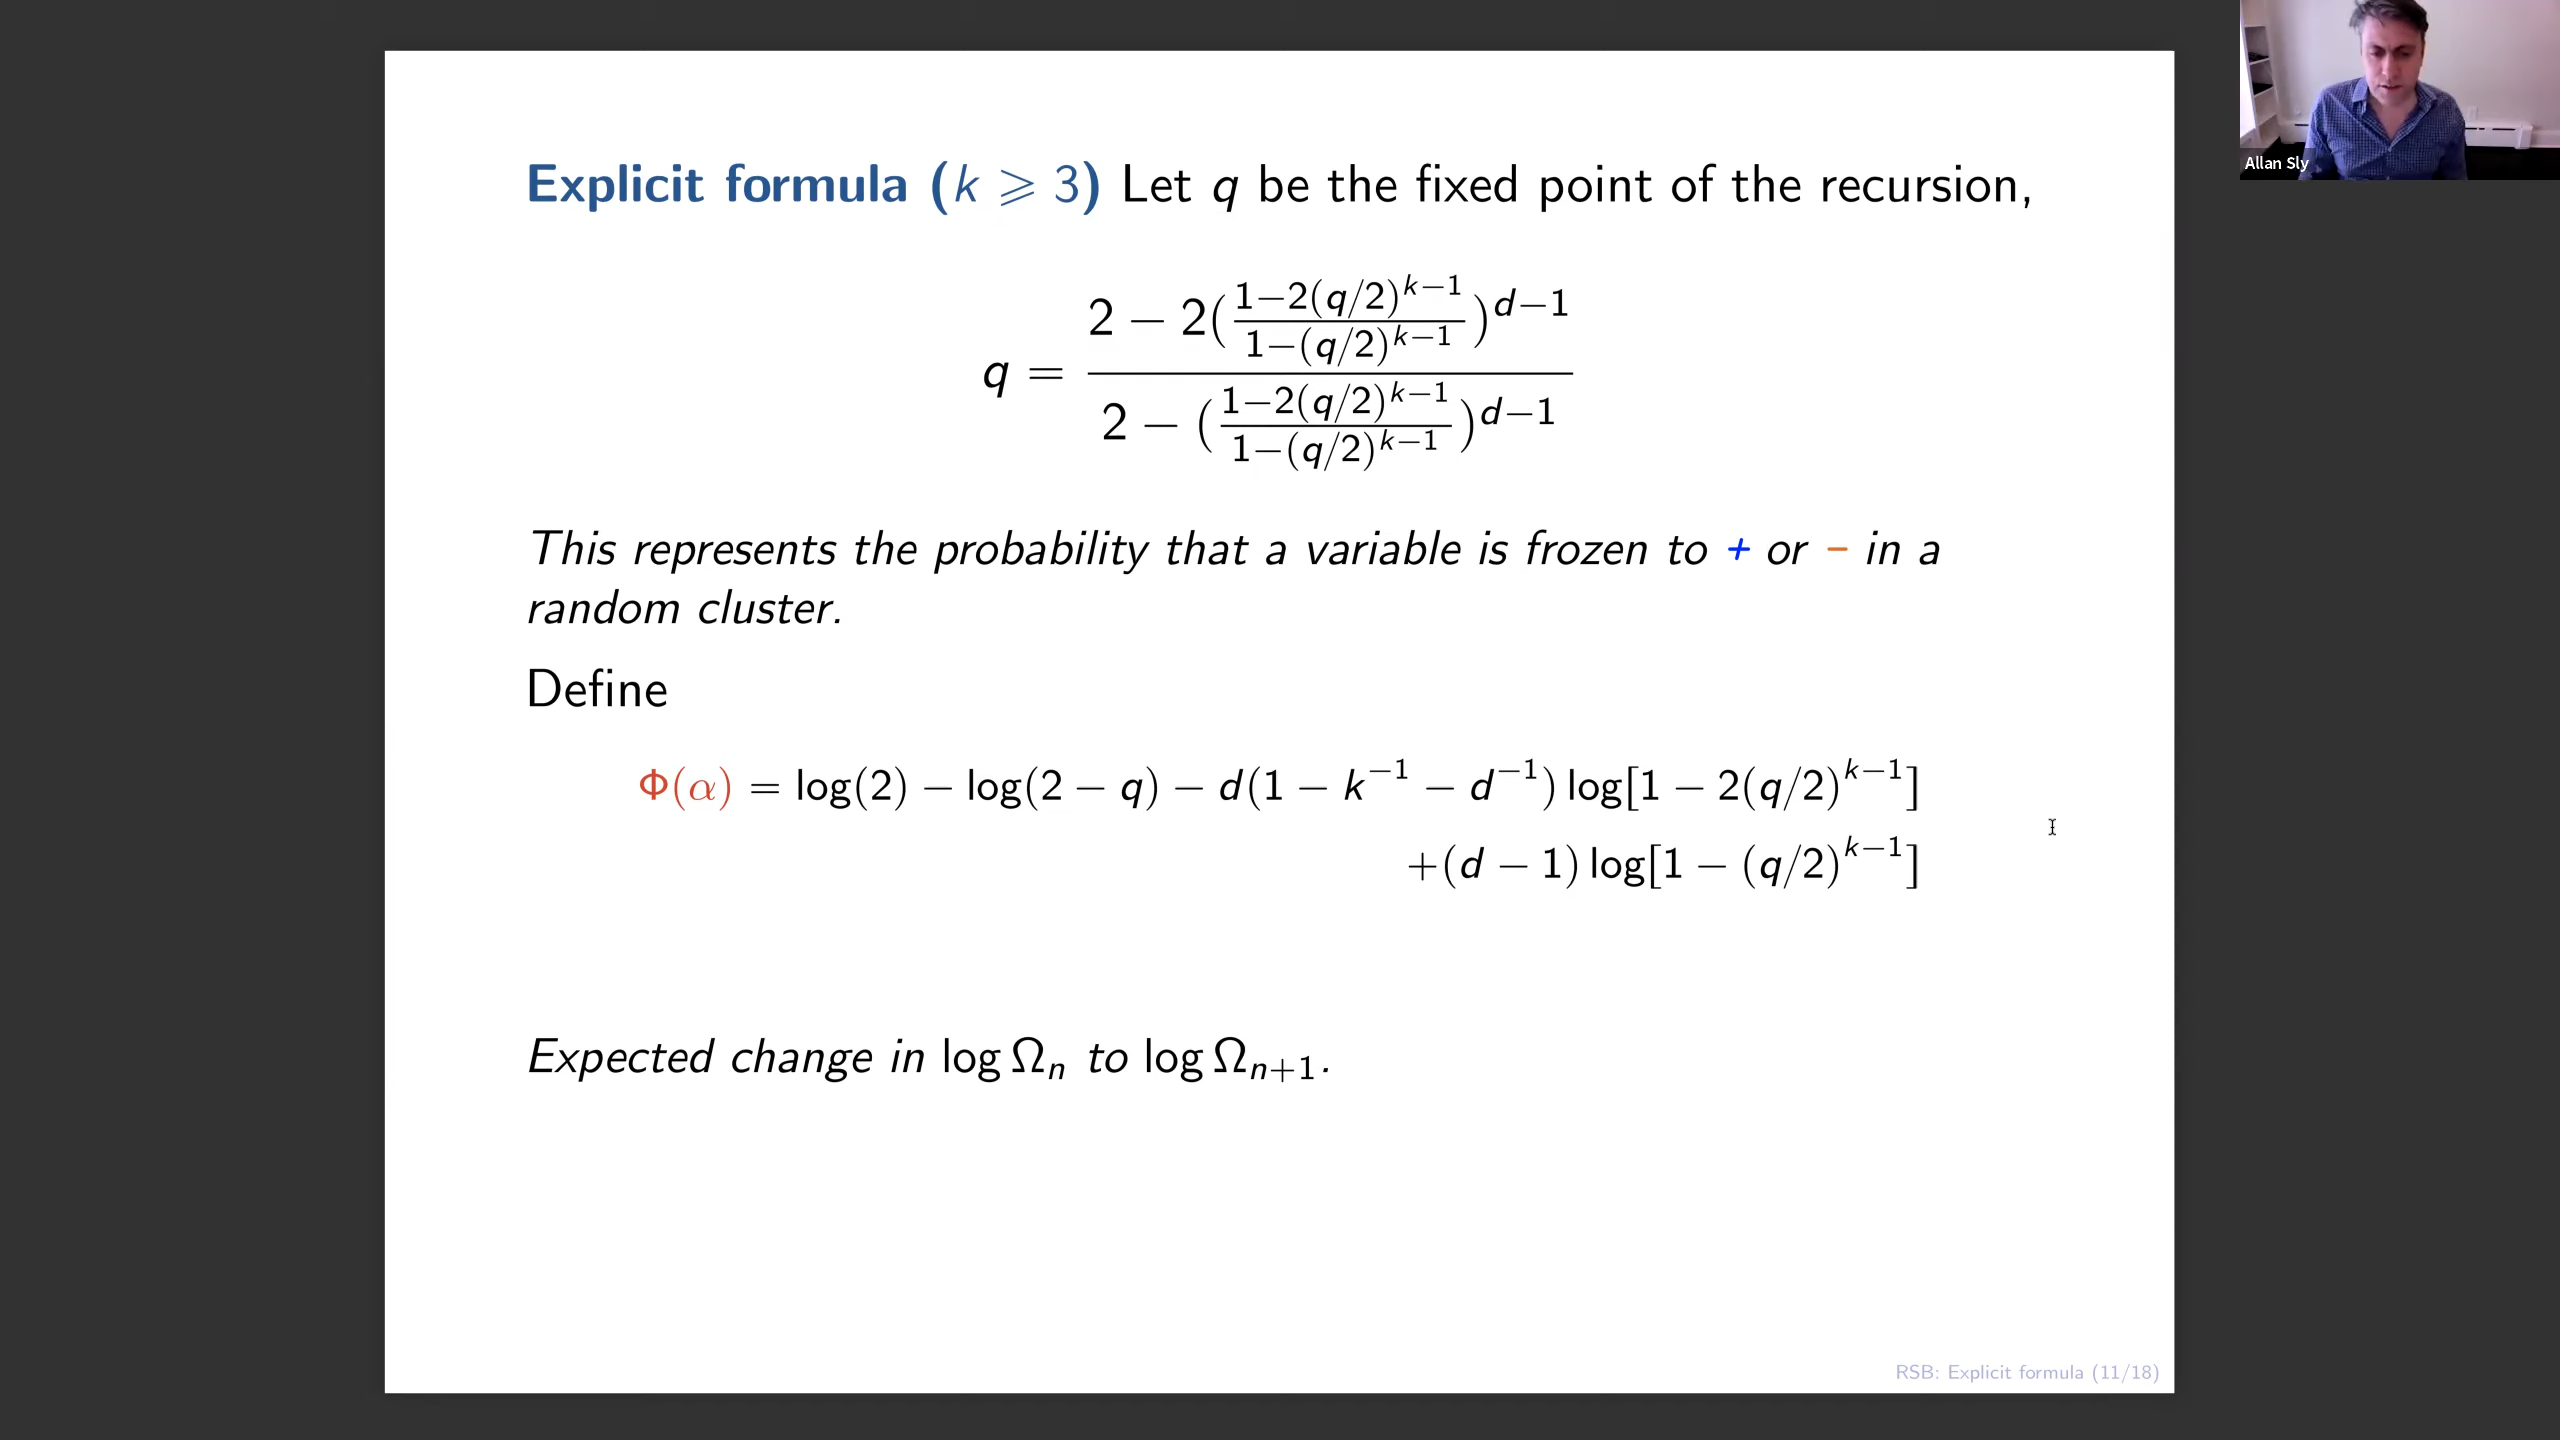 Explicit formula (k ⩾ 3) Let q be the fixed point of the recursion,
q = \frac{2 − 2(\frac{1−2(q/2)^{k−1}}{1−(q/2)^{k−1}})^{d−1}}{2 − (\frac{1−2(q/2)^{k−1}}{1−(q/2)^{k−1}})^{d−1}}
This represents the probability that a variable is frozen to + or − in a
random cluster.
Define
Φ(α) = log(2) − log(2 − q) − d(1 − k^{−1} − d^{−1}) log[1 − 2(q/2)^{k−1}]
+(d − 1) log[1 − (q/2)^{k−1}]
Expected change in log Ω_n to log Ω_{n+1}.
RSB: Explicit formula (11/18)
Allan Sly